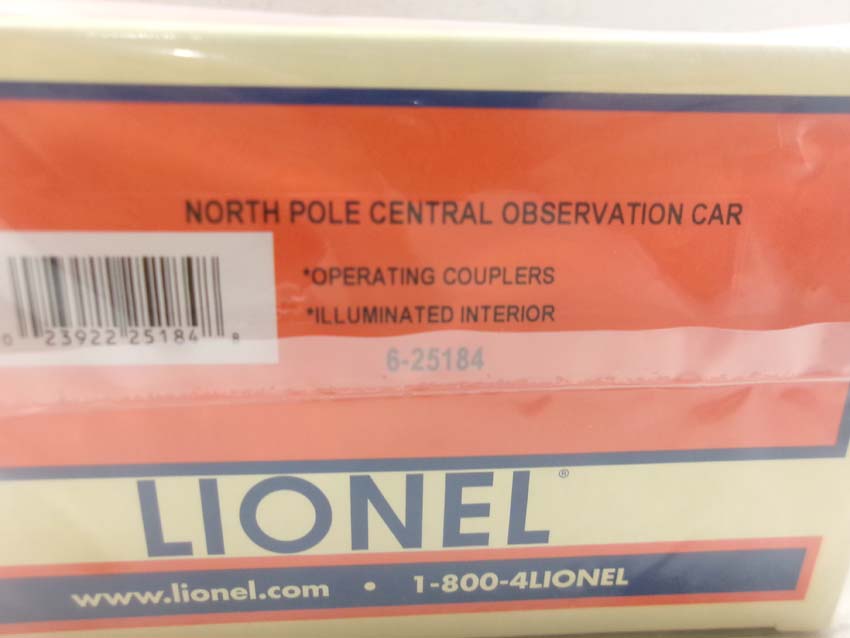 NORTH POLE CENTRAL OBSERVATION CAR
*OPERATING COUPLERS
*ILLUMINATED INTERIOR
0 23922 25184 8
6-25184
LIONEL®
www.lionel.com • 1-800-4LIONEL